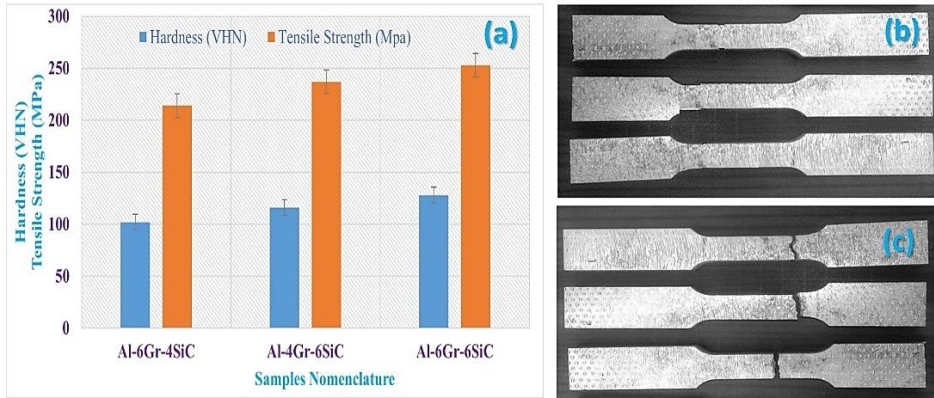 300
250
200
150
100
50
0
Hardness (VHN)
Tensile Strength (MPa)
Hardness (VHN)
Tensile Strength (Mpa)
(a)
Al-6Gr-4SiC
Al-4Gr-6SiC
Al-6Gr-6SiC
Samples Nomenclature
(b)
(c)